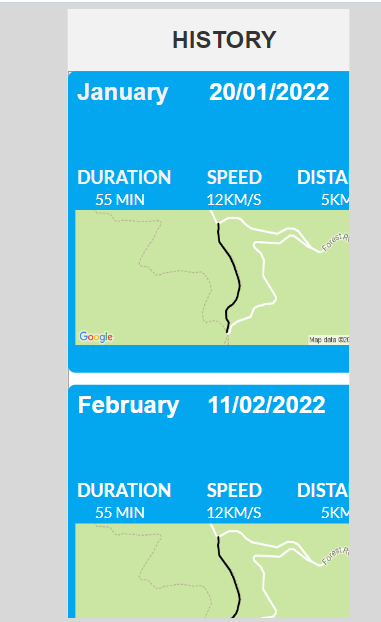 HISTORY
January 20/01/2022
DURATION SPEED DISTA
55 MIN 12KM/S 5KM
Forest R
Google Map data ©20
February 11/02/2022
DURATION SPEED DISTA
55 MIN 12KM/S 5KM
Forest R